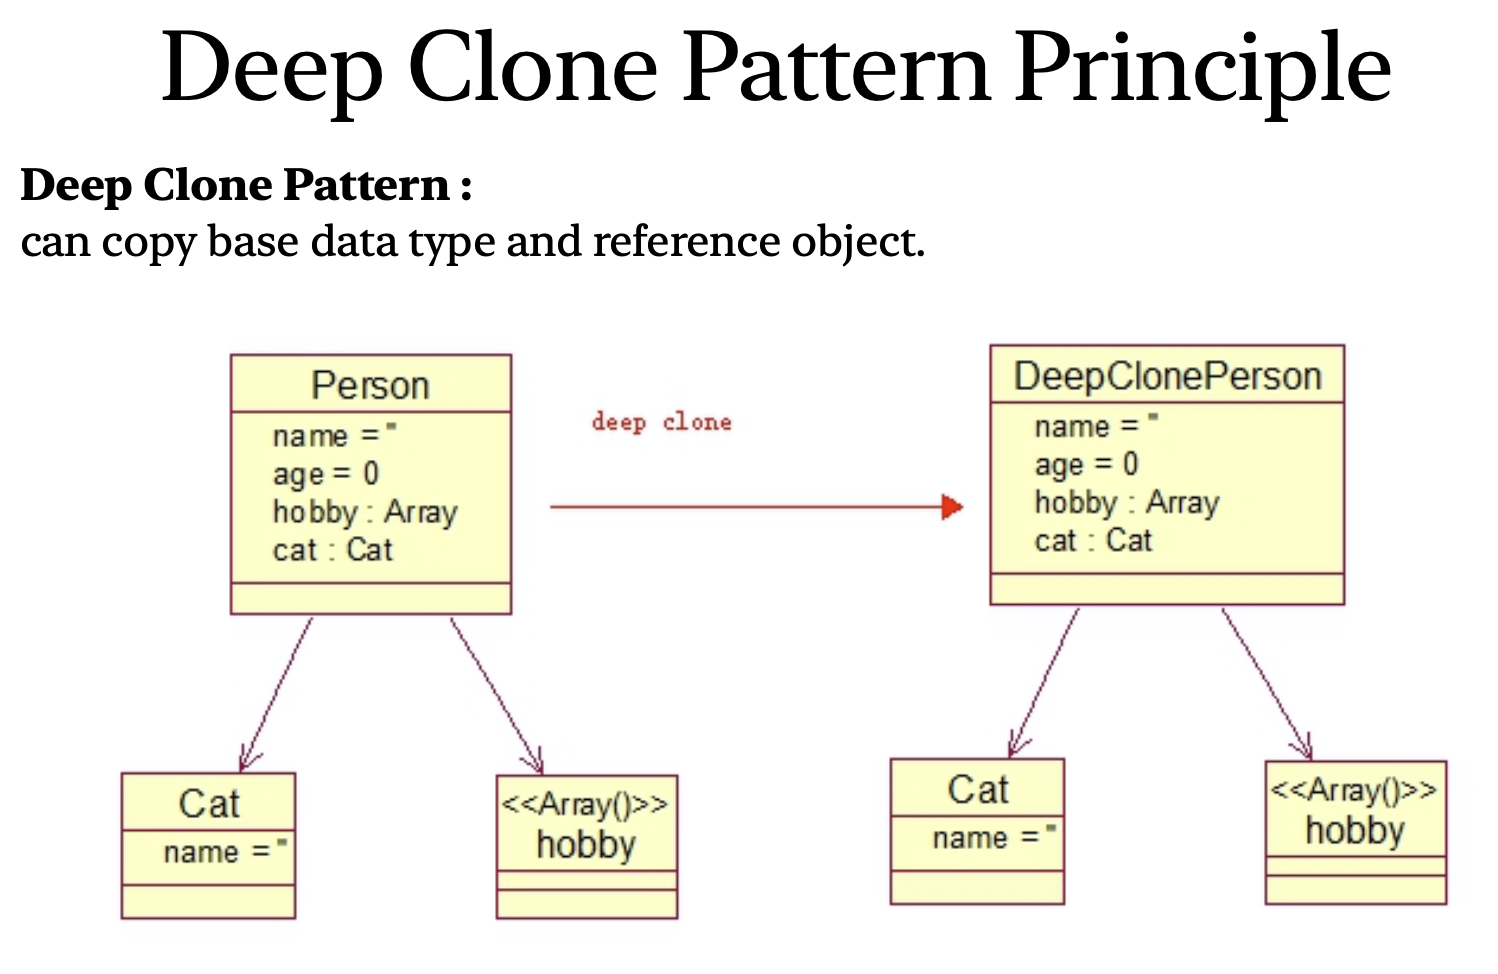 Deep Clone Pattern Principle
Deep Clone Pattern :
can copy base data type and reference object.
Person
name = ''
age = 0
hobby : Array
cat : Cat
deep clone
DeepClonePerson
name = ''
age = 0
hobby : Array
cat : Cat
Cat
name = ''
<<Array()>>
hobby
Cat
name = ''
<<Array()>>
hobby